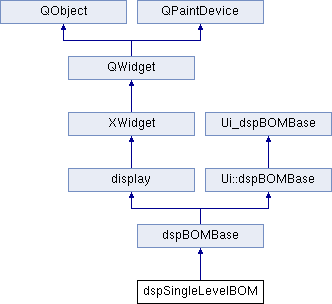 QObject QPaintDevice
QWidget
XWidget Ui_dspBOMBase
display Ui::dspBOMBase
dspBOMBase
dspSingleLevelBOM